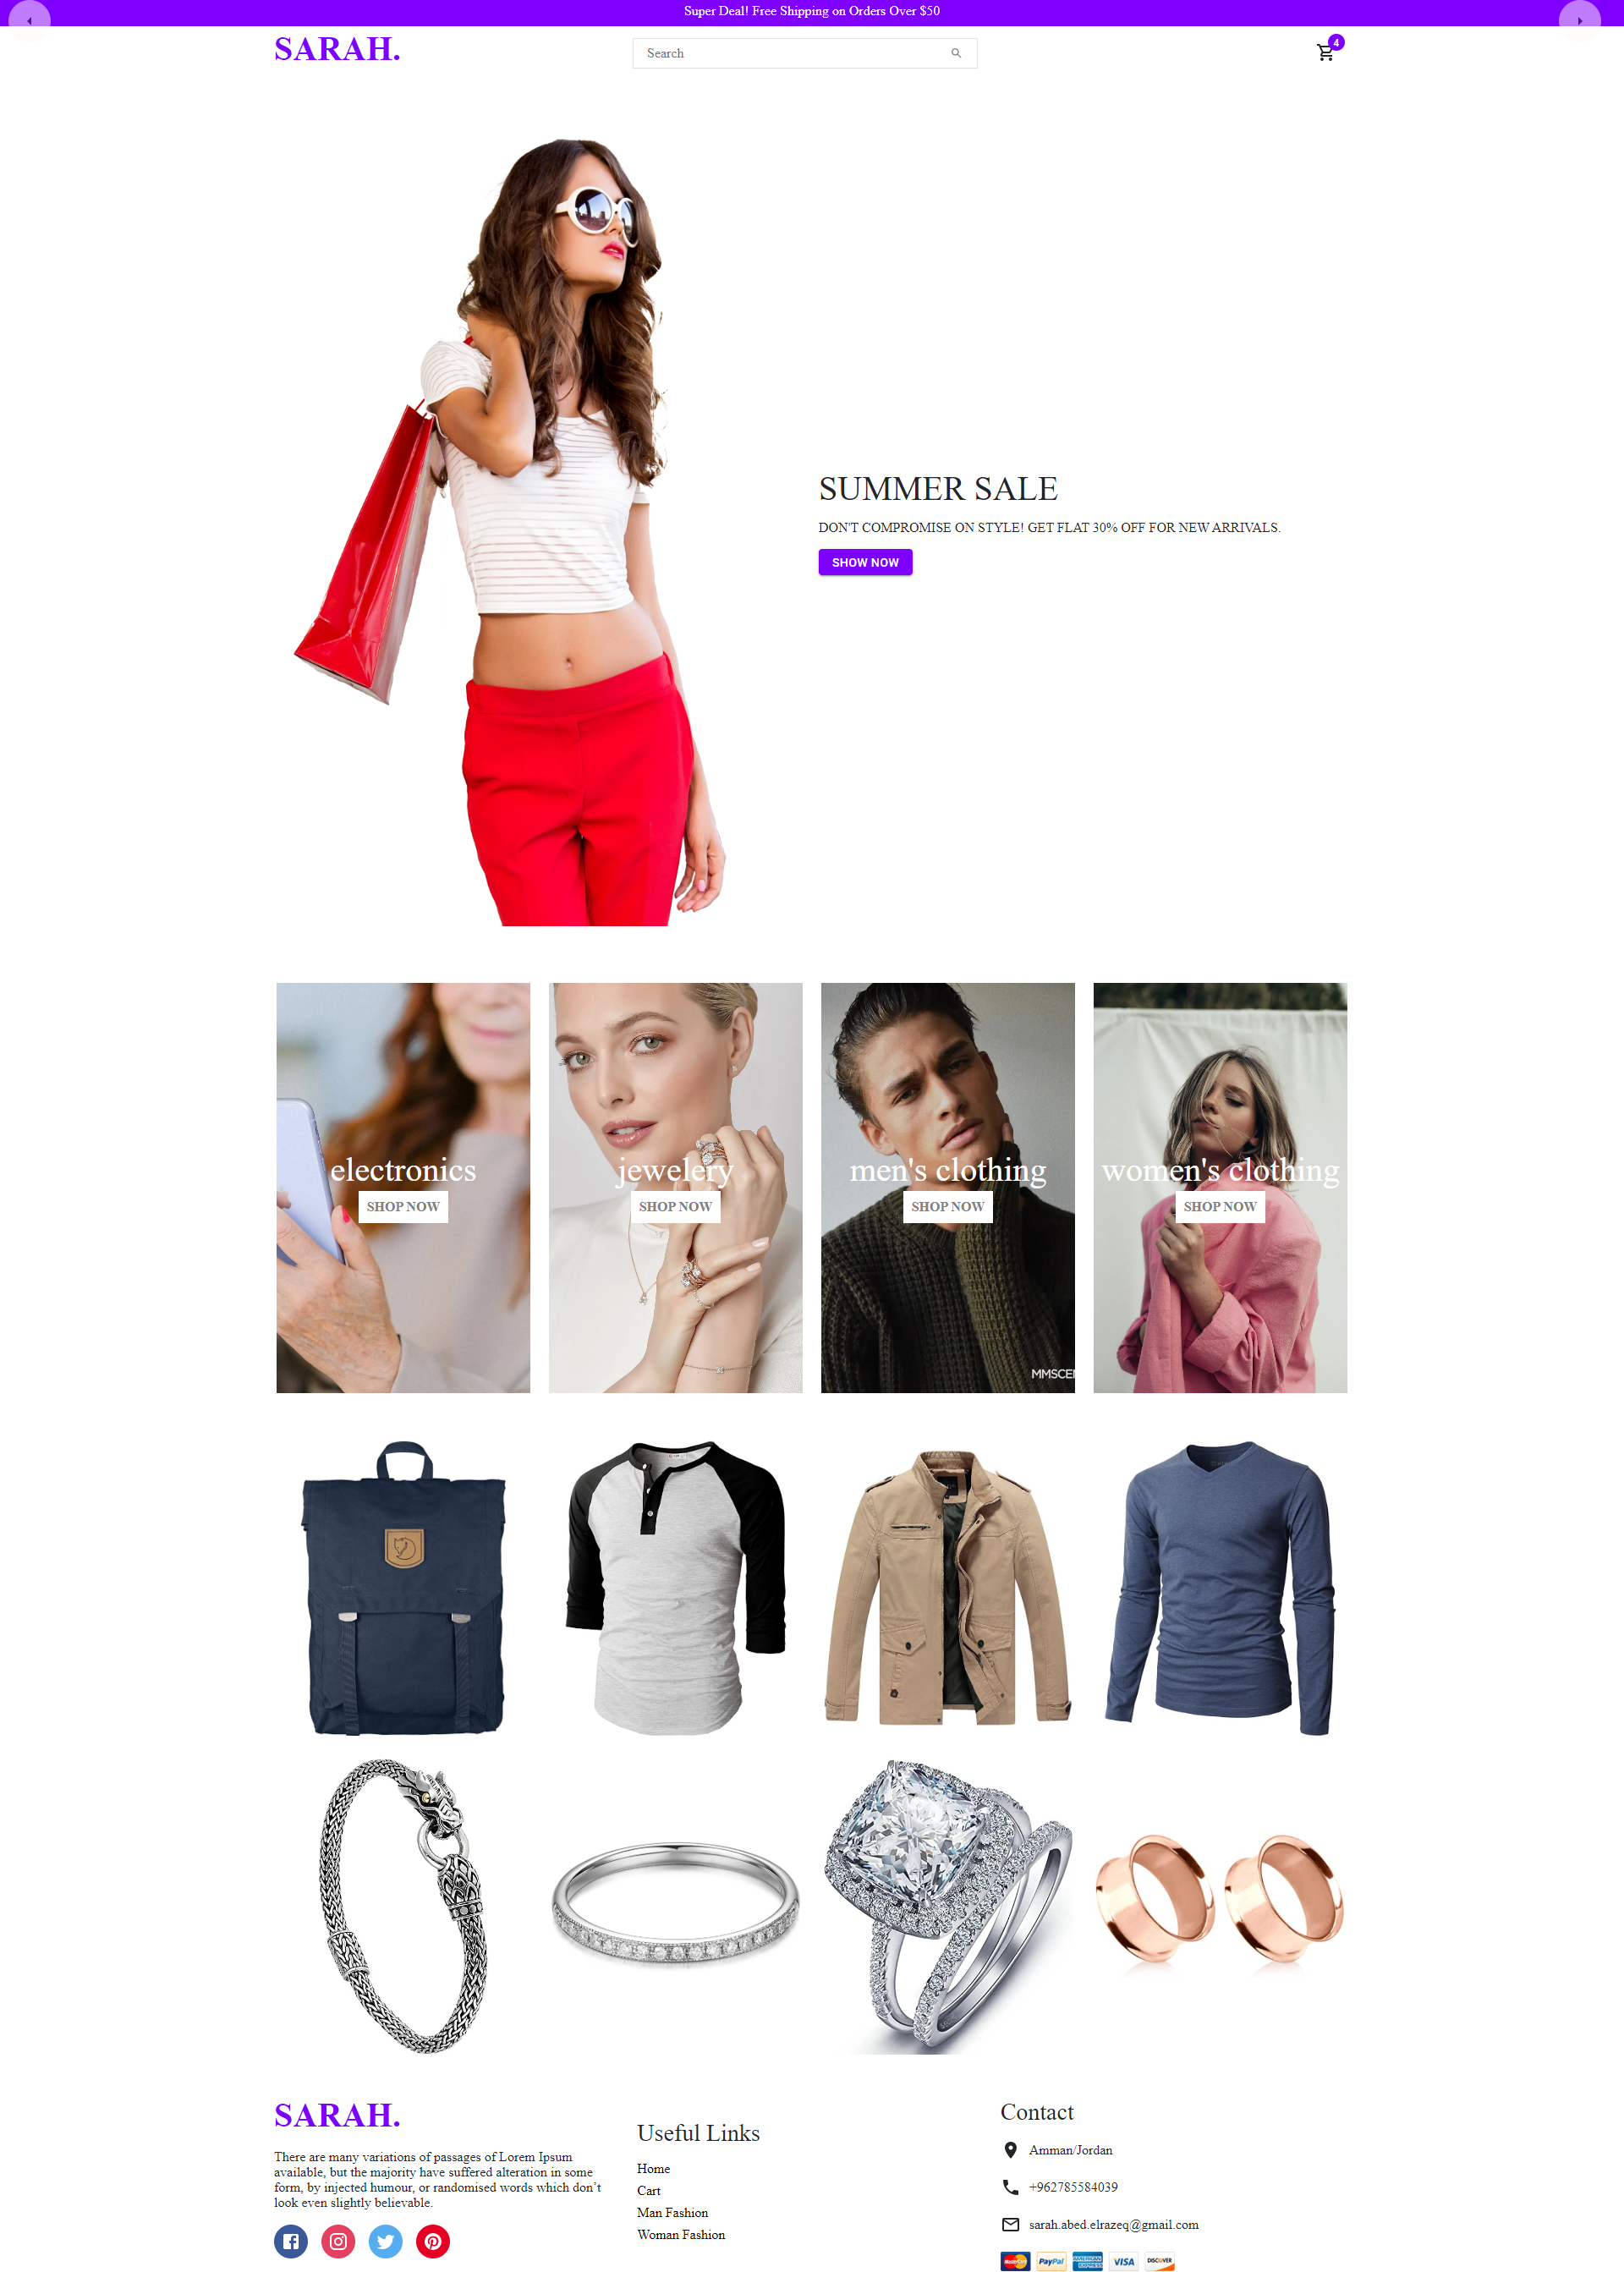 Super Deal! Free Shipping on Orders Over $50
SARAH.
Search
4
SUMMER SALE
DON'T COMPROMISE ON STYLE! GET FLAT 30% OFF FOR NEW ARRIVALS.
SHOW NOW
electronics
SHOP NOW
jewelery
SHOP NOW
men's clothing
SHOP NOW
MMSCE
women's clothing
SHOP NOW
SARAH.
There are many variations of passages of Lorem Ipsum
available, but the majority have suffered alteration in some
form, by injected humour, or randomised words which don't
look even slightly believable.
Useful Links
Home
Cart
Man Fashion
Woman Fashion
Contact
Amman/Jordan
+962785584039
sarah.abed.elrazeq@gmail.com
MasterCard
PayPal
AMERICAN
EXPRESS
VISA
DISCOVER